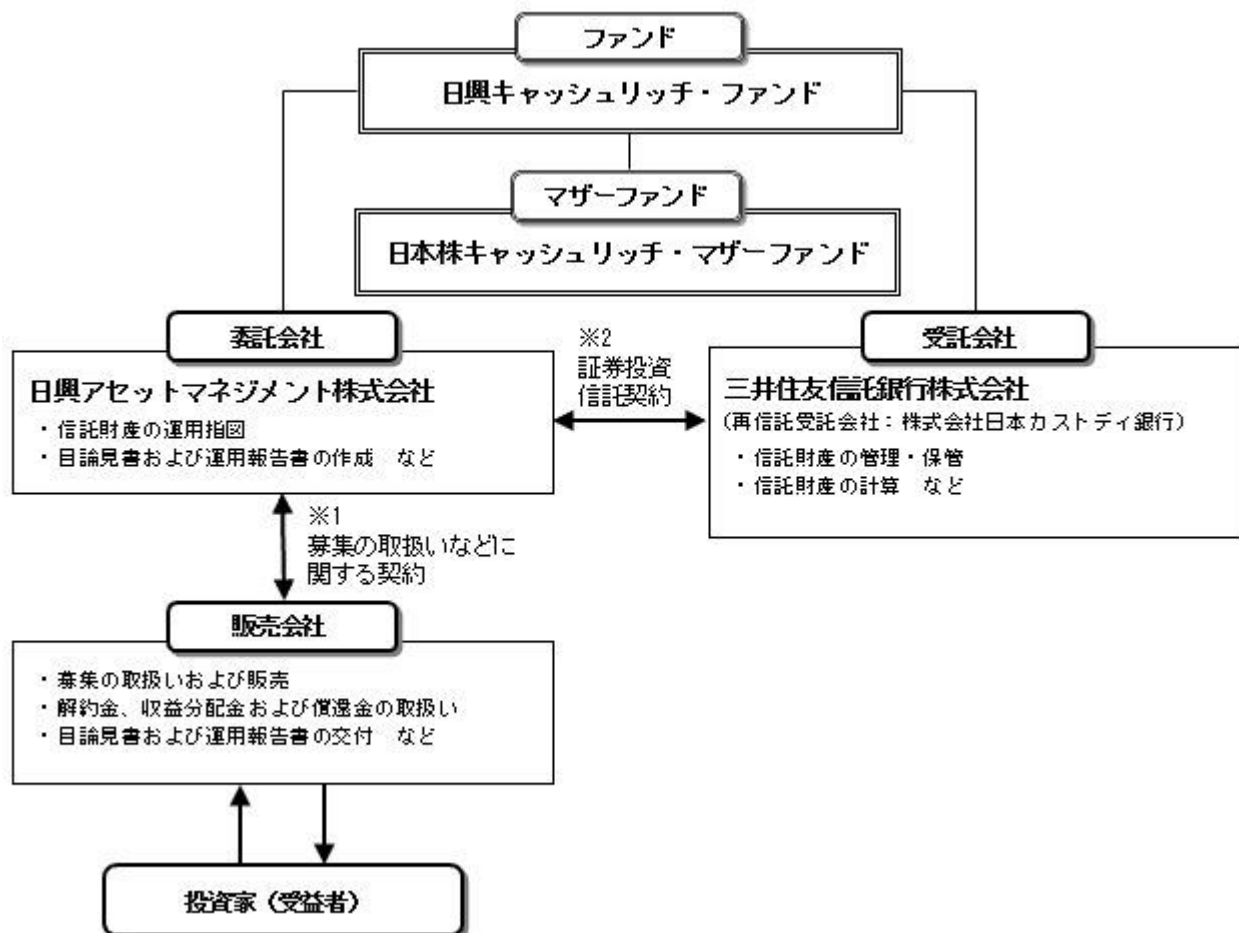 ファンド
日興キャッシュリッチ・ファンド
マザーファンド
日本株キャッシュリッチ・マザーファンド
委託会社
日興アセットマネジメント株式会社
・信託財産の運用指図
・目論見書および運用報告書の作成 など
※2
証券投資
信託契約
受託会社
三井住友信託銀行株式会社
(再信託受託会社：株式会社日本カストディ銀行)
・信託財産の管理・保管
・信託財産の計算 など
※1
募集の取扱いなどに
関する契約
販売会社
・募集の取扱いおよび販売
・解約金、収益分配金および償還金の取扱い
・目論見書および運用報告書の交付 など
投資家（受益者）